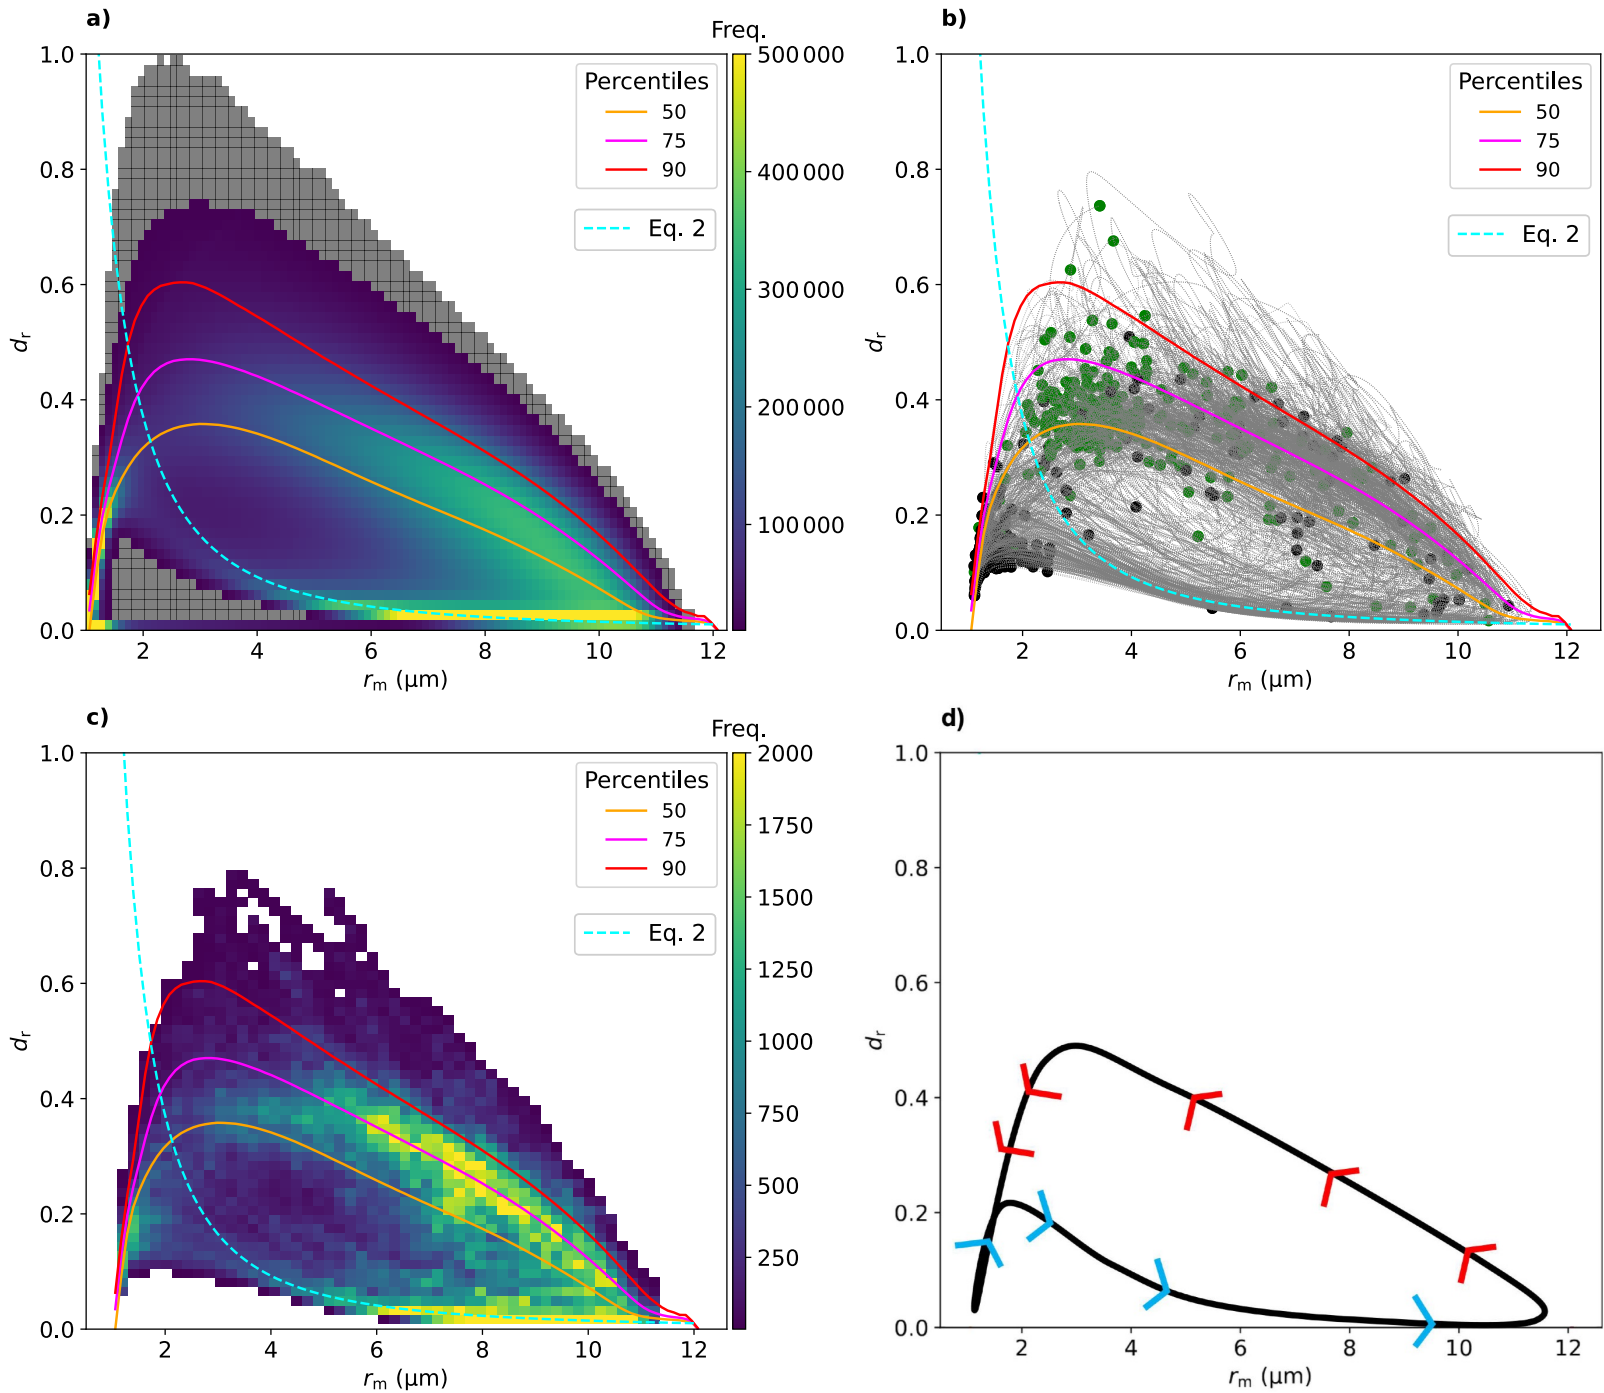 a)
Freq.
1.0
0.8
0.6
0.4
0.2
0.0
d_r
2 4 6 8 10 12
r_m (μm)
Percentiles
50
75
90
Eq. 2
500 000
400 000
300 000
200 000
100 000
b)
1.0
0.8
0.6
0.4
0.2
0.0
d_r
2 4 6 8 10 12
r_m (μm)
Percentiles
50
75
90
Eq. 2
c)
Freq.
1.0
0.8
0.6
0.4
0.2
0.0
d_r
2 4 6 8 10 12
r_m (μm)
Percentiles
50
75
90
Eq. 2
2000
1750
1500
1250
1000
750
500
250
d)
1.0
0.8
0.6
0.4
0.2
0.0
d_r
2 4 6 8 10 12
r_m (μm)